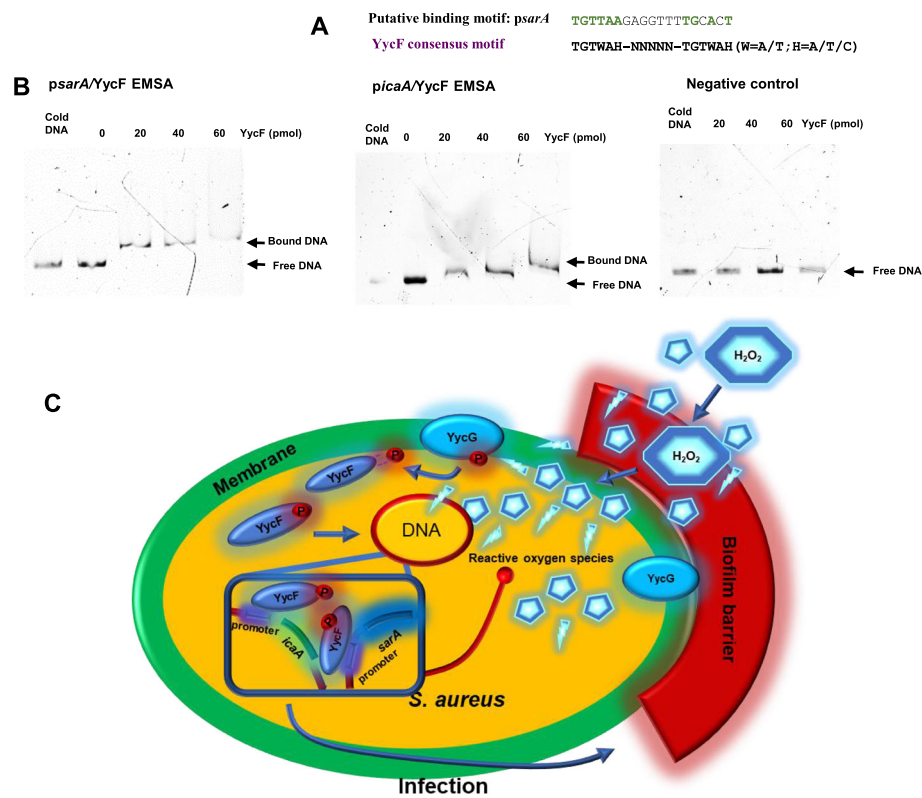 A
Putative binding motif: psarA TGTTAAGAGGTTTTGCACT
YycF consensus motif TGTWAH-NNNNN-TGTWAH(W=A/T;H=A/T/C)
B
psarA/YycF EMSA
Cold DNA 0 20 40 60 YycF (pmol)
Bound DNA
Free DNA
picaA/YycF EMSA
Cold DNA 0 20 40 60 YycF (pmol)
Bound DNA
Free DNA
Negative control
Cold DNA 20 40 60 YycF (pmol)
Free DNA
C
H2O2
H2O2
Membrane
YycG
P
P
YycF
P
YycF
DNA
Reactive oxygen species
YycG
Biofilm barrier
YycF
P
P
YycF
promoter
icaA
sarA
promoter
S. aureus
Infection